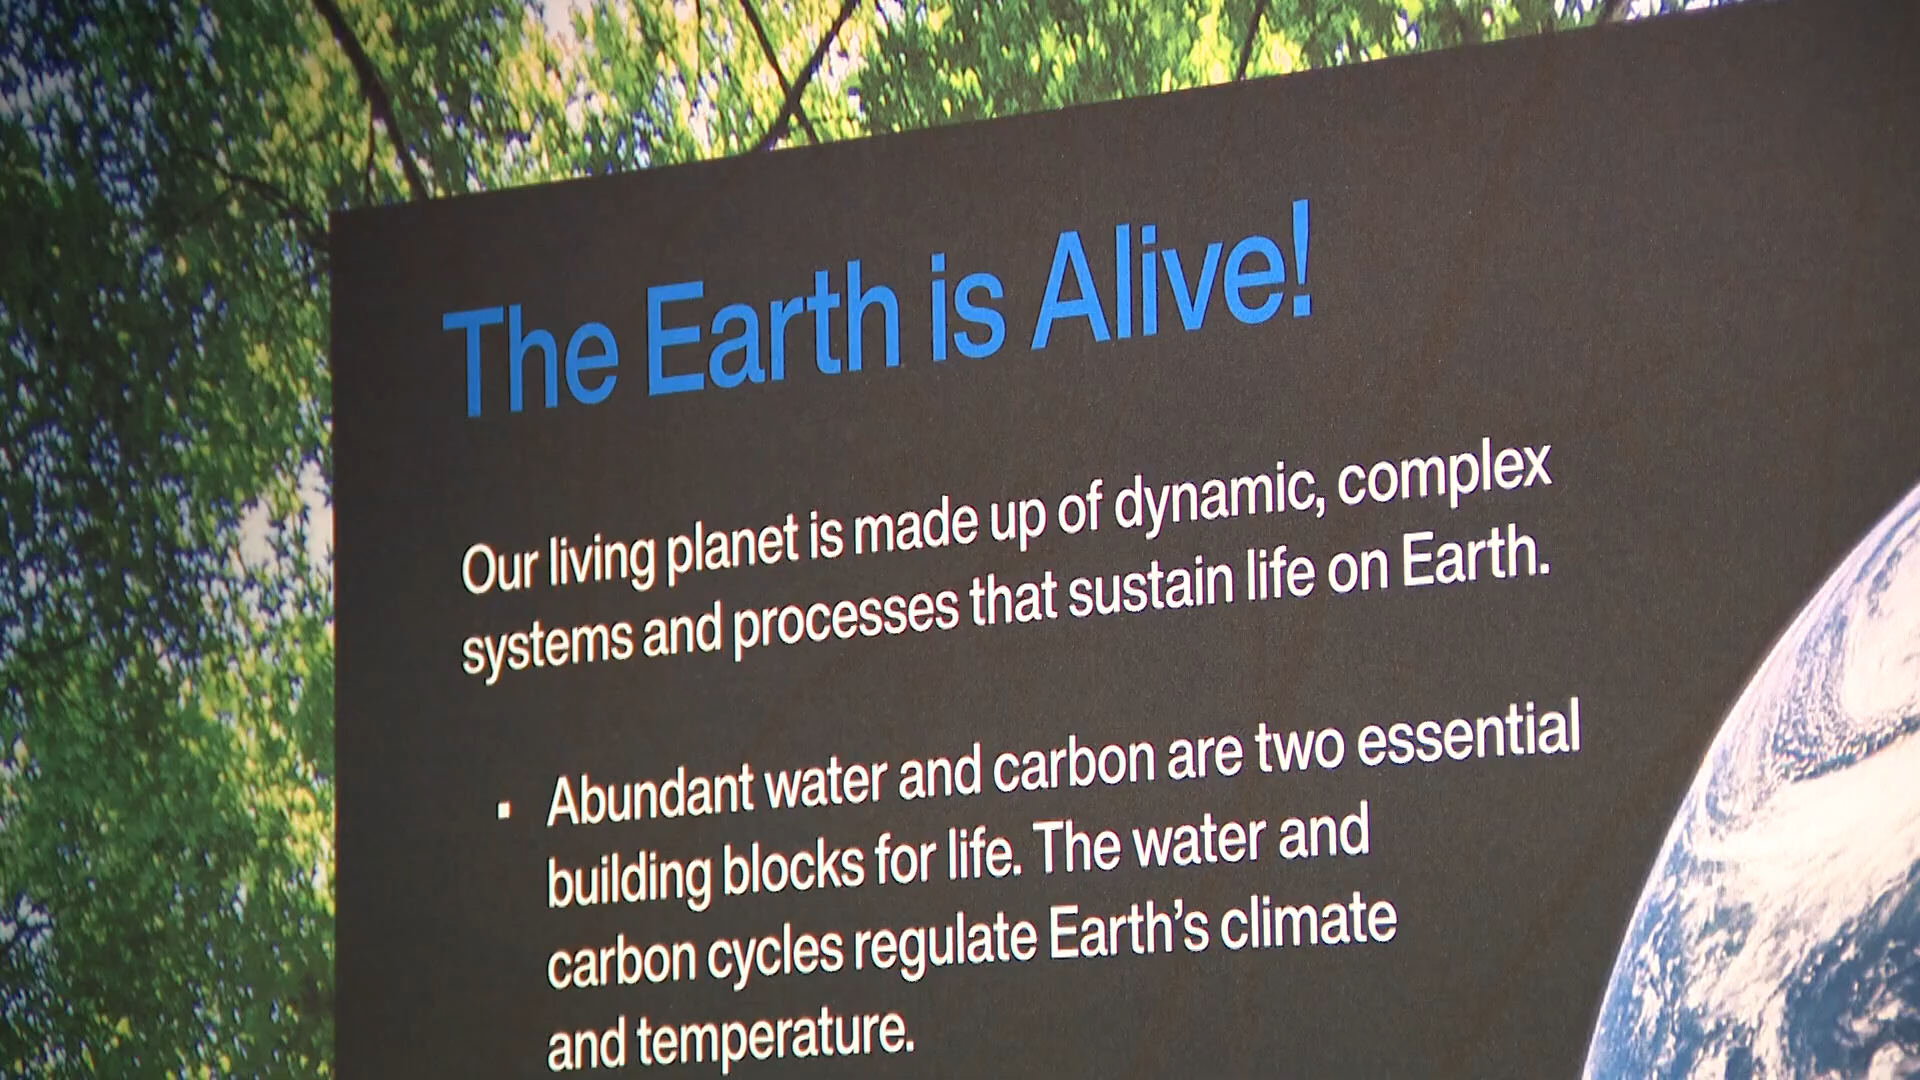 The Earth is Alive!
Our living planet is made up of dynamic, complex
systems and processes that sustain life on Earth.
▪ Abundant water and carbon are two essential
building blocks for life. The water and
carbon cycles regulate Earth’s climate
and temperature.